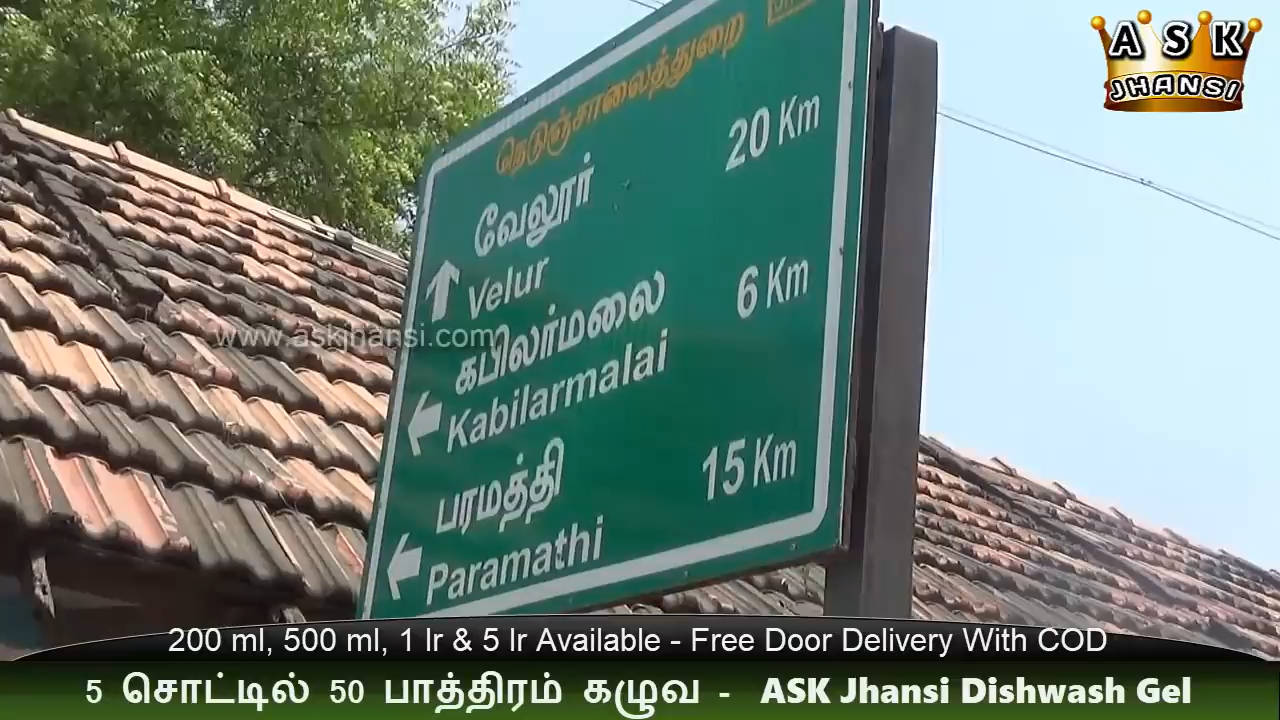 ASK
JHANSI
நெடுஞ்சாலைத்துறை
வேலூர் 20 Km
Velur
கபிலர்மலை 6 Km
Kabilarmalai
பரமத்தி 15 Km
Paramathi
www.askjhansi.com
200 ml, 500 ml, 1 lr & 5 lr Available - Free Door Delivery With COD
5 சொட்டில் 50 பாத்திரம் கழுவ - ASK Jhansi Dishwash Gel